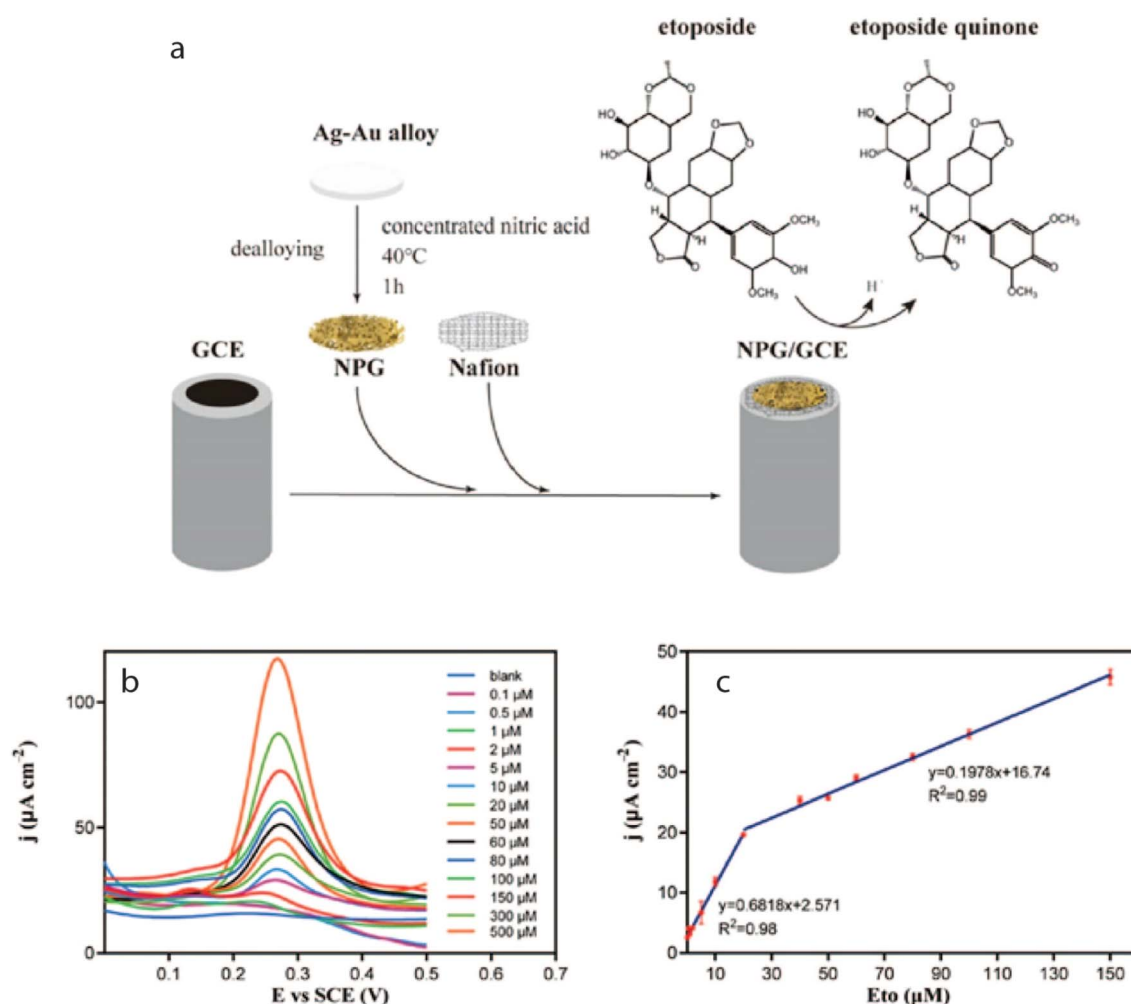 a
etoposide
etoposide quinone
Ag-Au alloy
dealloying
concentrated nitric acid
40°C
1h
GCE
NPG
Nafion
NPG/GCE
HO
HO
O
O
O
O
O
H
H
O
O
OCH₃
OH
OCH₃
HO
HO
O
O
O
O
O
H
H
O
O
OCH₃
O
OCH₃
b
j (µA cm⁻²)
100
50
0
0.1 0.2 0.3 0.4 0.5 0.6 0.7
E vs SCE (V)
blank
0.1 µM
0.5 µM
1 µM
2 µM
5 µM
10 µM
20 µM
50 µM
60 µM
80 µM
100 µM
150 µM
300 µM
500 µM
c
j (µA cm⁻²)
50
40
30
20
10
0
y=0.1978x+16.74
R²=0.99
y=0.6818x+2.571
R²=0.98
10 30 50 70 90 110 130 150
Eto (µM)